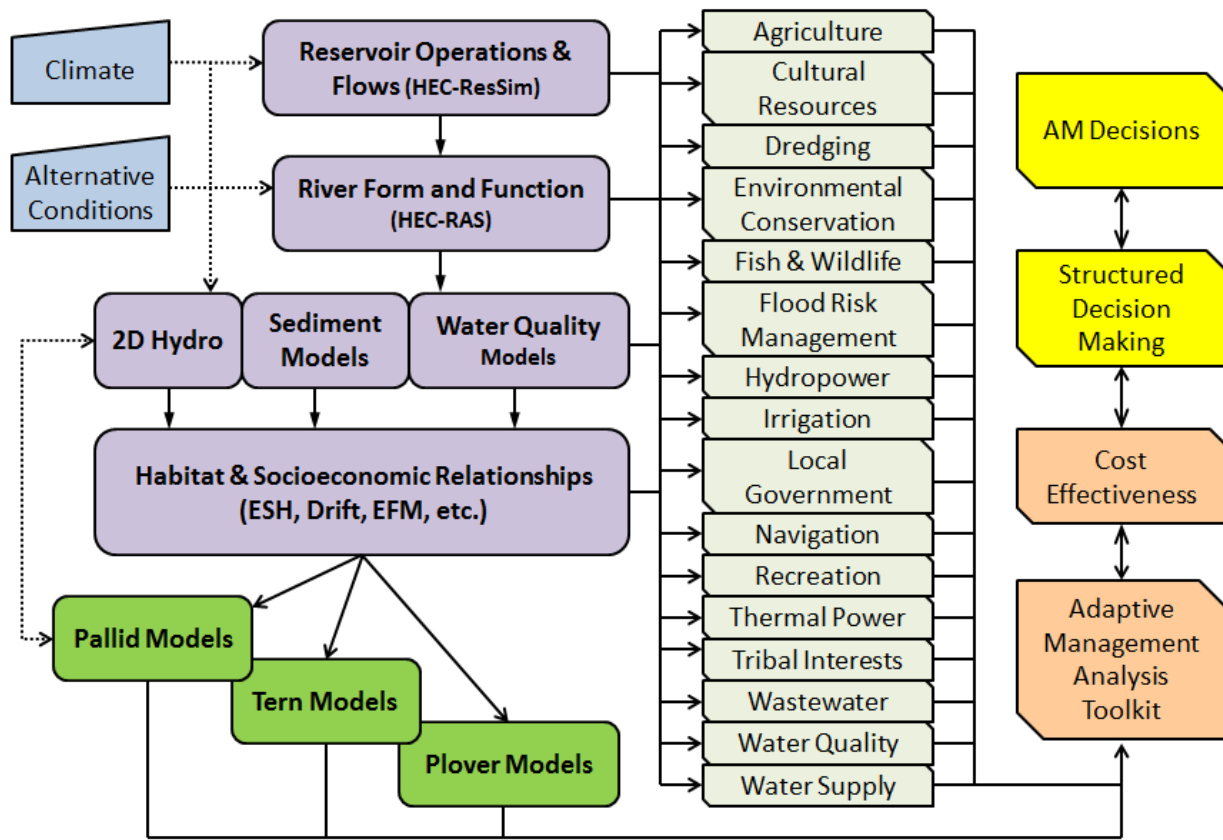 Climate
Alternative
Conditions
Reservoir Operations &
Flows (HEC-ResSim)
River Form and Function
(HEC-RAS)
2D Hydro
Sediment
Models
Water Quality
Models
Habitat & Socioeconomic Relationships
(ESH, Drift, EFM, etc.)
Pallid Models
Tern Models
Plover Models
Agriculture
Cultural
Resources
Dredging
Environmental
Conservation
Fish & Wildlife
Flood Risk
Management
Hydropower
Irrigation
Local
Government
Navigation
Recreation
Thermal Power
Tribal Interests
Wastewater
Water Quality
Water Supply
AM Decisions
Structured
Decision
Making
Cost
Effectiveness
Adaptive
Management
Analysis
Toolkit